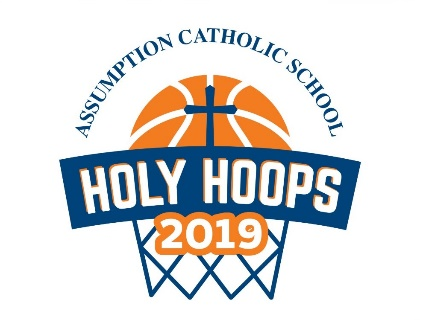 ASSUMPTION CATHOLIC SCHOOL
HOLY HOOPS
2019